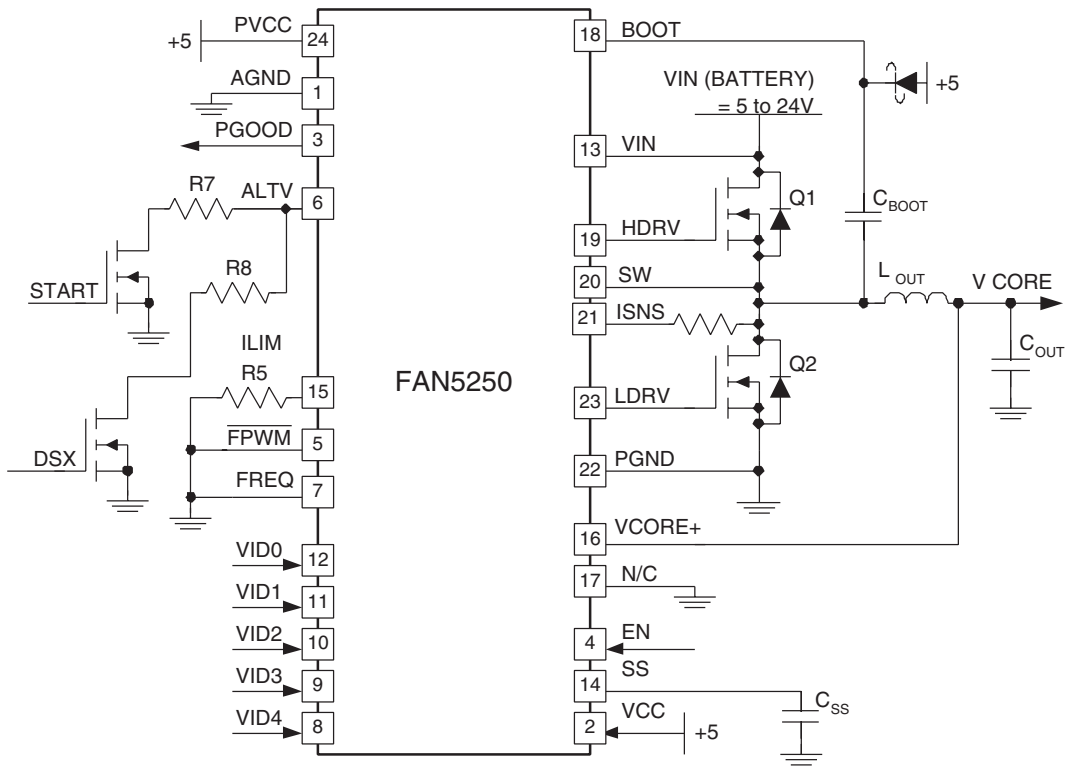 PVCC
+5
24
AGND
1
PGOOD
3
R7
ALTV
6
R8
START
ILIM
R5
15
FPWM
5
DSX
FREQ
7
VID0
12
VID1
11
VID2
10
VID3
9
VID4
8
FAN5250
18
BOOT
+5
VIN (BATTERY)
= 5 to 24V
13
VIN
Q1
CBOOT
19
HDRV
20
SW
LOUT
V CORE
21
ISNS
COUT
Q2
23
LDRV
22
PGND
16
VCORE+
17
N/C
4
EN
14
SS
CSS
2
VCC
+5